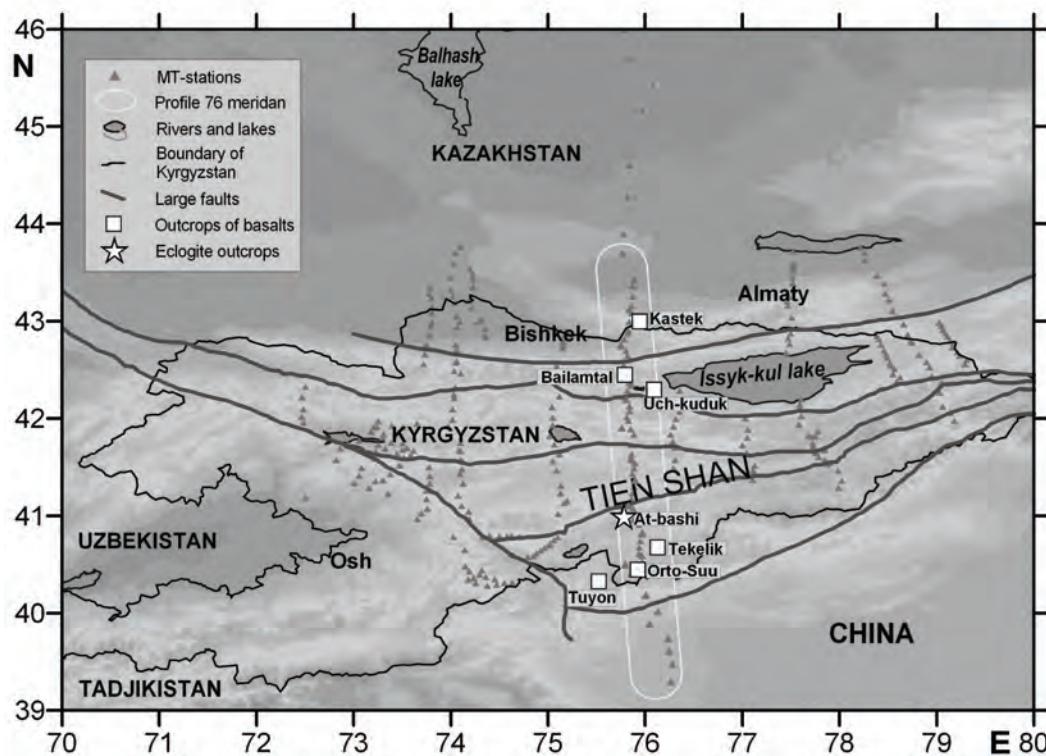 46
N
45
44
43
42
41
40
39
70
71
72
73
74
75
76
77
78
79
E
80
MT-stations
Profile 76 meridan
Rivers and lakes
Boundary of
Kyrgyzstan
Large faults
Outcrops of basalts
Eclogite outcrops
Balhash
lake
KAZAKHSTAN
Almaty
Kastek
Bishkek
Bailamtal
Issyk-kul lake
Uch-kuduk
KYRGYZSTAN
TIEN SHAN
At-bashi
UZBEKISTAN
Osh
Tekelik
Orto-Suu
Tuyon
CHINA
TADJIKISTAN